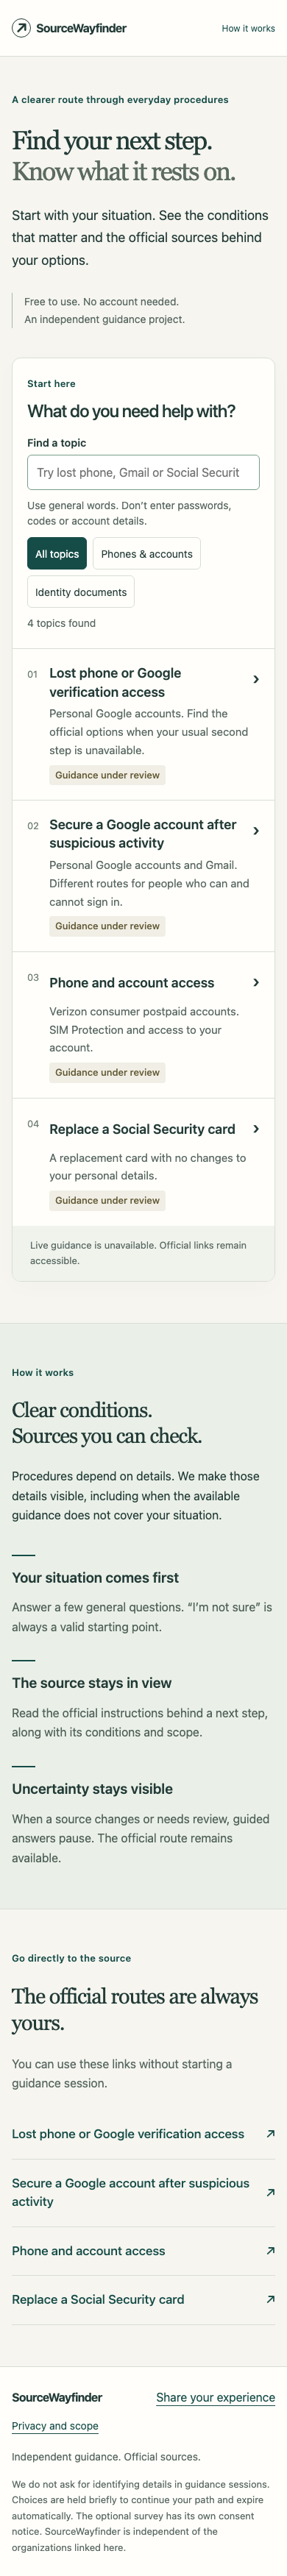 SourceWayfinder
How it works
A clearer route through everyday procedures
Find your next step.
Know what it rests on.
Start with your situation. See the conditions
that matter and the official sources behind
your options.
Free to use. No account needed.
An independent guidance project.
Start here
What do you need help with?
Find a topic
Try lost phone, Gmail or Social Securit
Use general words. Don't enter passwords,
codes or account details.
All topics
Phones & accounts
Identity documents
4 topics found
01
Lost phone or Google
verification access
Personal Google accounts. Find the
official options when your usual second
step is unavailable.
Guidance under review
02
Secure a Google account after
suspicious activity
Personal Google accounts and Gmail.
Different routes for people who can and
cannot sign in.
Guidance under review
03
Phone and account access
Verizon consumer postpaid accounts.
SIM Protection and access to your
account.
Guidance under review
04
Replace a Social Security card
A replacement card with no changes to
your personal details.
Guidance under review
Live guidance is unavailable. Official links remain
accessible.
How it works
Clear conditions.
Sources you can check.
Procedures depend on details. We make those
details visible, including when the available
guidance does not cover your situation.
Your situation comes first
Answer a few general questions. “I’m not sure” is
always a valid starting point.
The source stays in view
Read the official instructions behind a next step,
along with its conditions and scope.
Uncertainty stays visible
When a source changes or needs review, guided
answers pause. The official route remains
available.
Go directly to the source
The official routes are always
yours.
You can use these links without starting a
guidance session.
Lost phone or Google verification access
Secure a Google account after suspicious
activity
Phone and account access
Replace a Social Security card
SourceWayfinder
Share your experience
Privacy and scope
Independent guidance. Official sources.
We do not ask for identifying details in guidance sessions.
Choices are held briefly to continue your path and expire
automatically. The optional survey has its own consent
notice. SourceWayfinder is independent of the
organizations linked here.